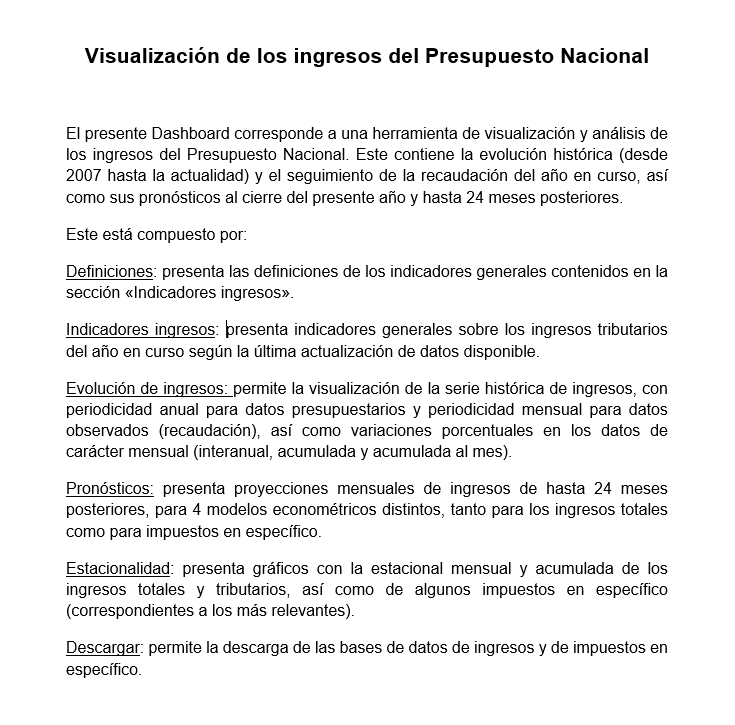 Visualización de los ingresos del Presupuesto Nacional
El presente Dashboard corresponde a una herramienta de visualización y análisis de
los ingresos del Presupuesto Nacional. Este contiene la evolución histórica (desde
2007 hasta la actualidad) y el seguimiento de la recaudación del año en curso, así
como sus pronósticos al cierre del presente año y hasta 24 meses posteriores.
Este está compuesto por:
Definiciones: presenta las definiciones de los indicadores generales contenidos en la
sección «Indicadores ingresos».
Indicadores ingresos: presenta indicadores generales sobre los ingresos tributarios
del año en curso según la última actualización de datos disponible.
Evolución de ingresos: permite la visualización de la serie histórica de ingresos, con
periodicidad anual para datos presupuestarios y periodicidad mensual para datos
observados (recaudación), así como variaciones porcentuales en los datos de
carácter mensual (interanual, acumulada y acumulada al mes).
Pronósticos: presenta proyecciones mensuales de ingresos de hasta 24 meses
posteriores, para 4 modelos econométricos distintos, tanto para los ingresos totales
como para impuestos en específico.
Estacionalidad: presenta gráficos con la estacional mensual y acumulada de los
ingresos totales y tributarios, así como de algunos impuestos en específico
(correspondientes a los más relevantes).
Descargar: permite la descarga de las bases de datos de ingresos y de impuestos en
específico.